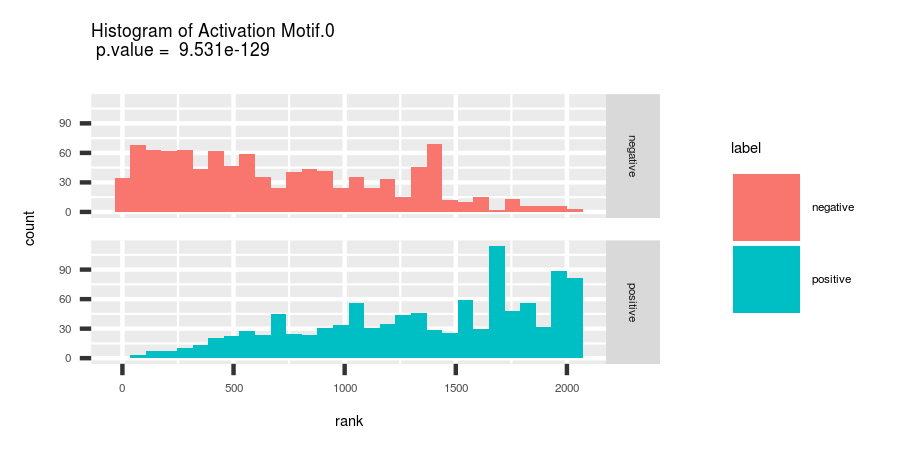 Histogram of Activation Motif.0
p.value = 9.531e-129
count
90
60
30
0
negative
90
60
30
0
positive
0 500 1000 1500 2000
rank
label
negative
positive